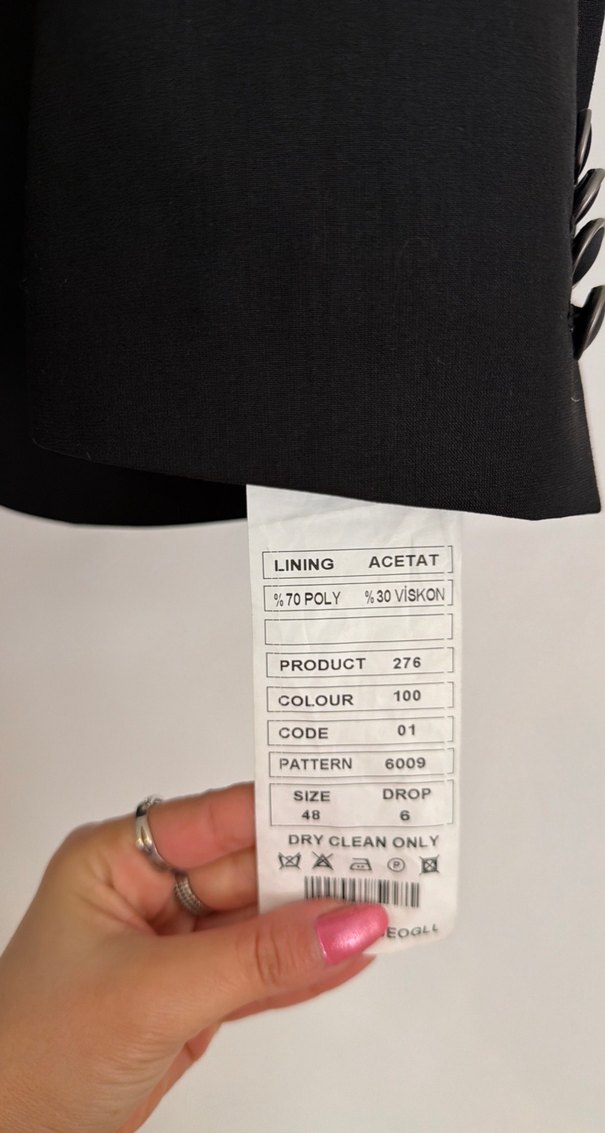 LINING ACETAT
%70 POLY %30 VİSKON
PRODUCT 276
COLOUR 100
CODE 01
PATTERN 6009
SIZE DROP
48 6
DRY CLEAN ONLY